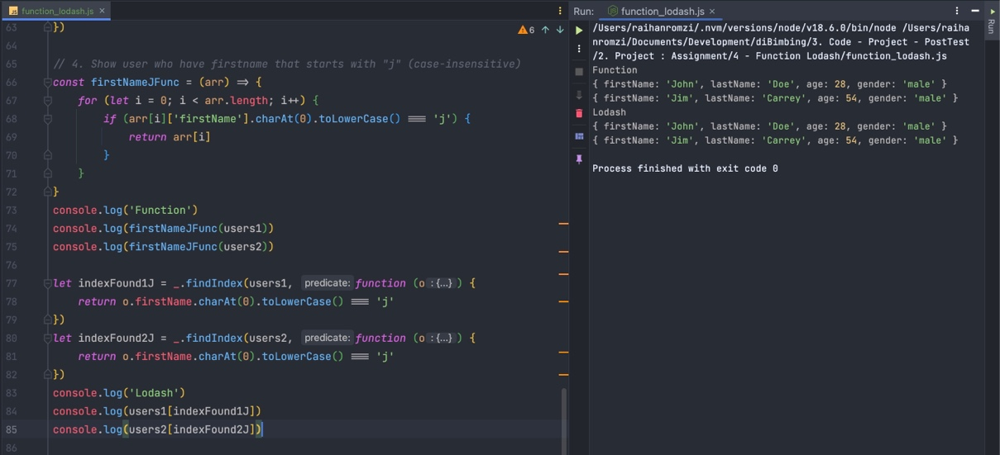 function_lodash.js ×
63 })
6
64
65 // 4. Show user who have firstname that starts with "j" (case-insensitive)
66 const firstNameJFunc = (arr) => {
67 for (let i = 0; i < arr.length; i++) {
68 if (arr[i]['firstName'].charAt(0).toLowerCase() === 'j') {
69 return arr[i]
70 }
71 }
72 }
73 console.log('Function')
74 console.log(firstNameJFunc(users1))
75 console.log(firstNameJFunc(users2))
76
77 let indexFound1J = _.findIndex(users1, predicate: function (o : {...} ) {
78 return o.firstName.charAt(0).toLowerCase() === 'j'
79 })
80 let indexFound2J = _.findIndex(users2, predicate: function (o : {...} ) {
81 return o.firstName.charAt(0).toLowerCase() === 'j'
82 })
83 console.log('Lodash')
84 console.log(users1[indexFound1J])
85 console.log(users2[indexFound2J])
86
Run: function_lodash.js ×
/Users/raihanromzi/.nvm/versions/node/v18.6.0/bin/node /Users/raiha
nromzi/Documents/Development/diBimbing/3. Code - Project - PostTest
/2. Project : Assignment/4 - Function Lodash/function_lodash.js
Function
{ firstName: 'John', lastName: 'Doe', age: 28, gender: 'male' }
{ firstName: 'Jim', lastName: 'Carrey', age: 54, gender: 'male' }
Lodash
{ firstName: 'John', lastName: 'Doe', age: 28, gender: 'male' }
{ firstName: 'Jim', lastName: 'Carrey', age: 54, gender: 'male' }
Process finished with exit code 0
Run